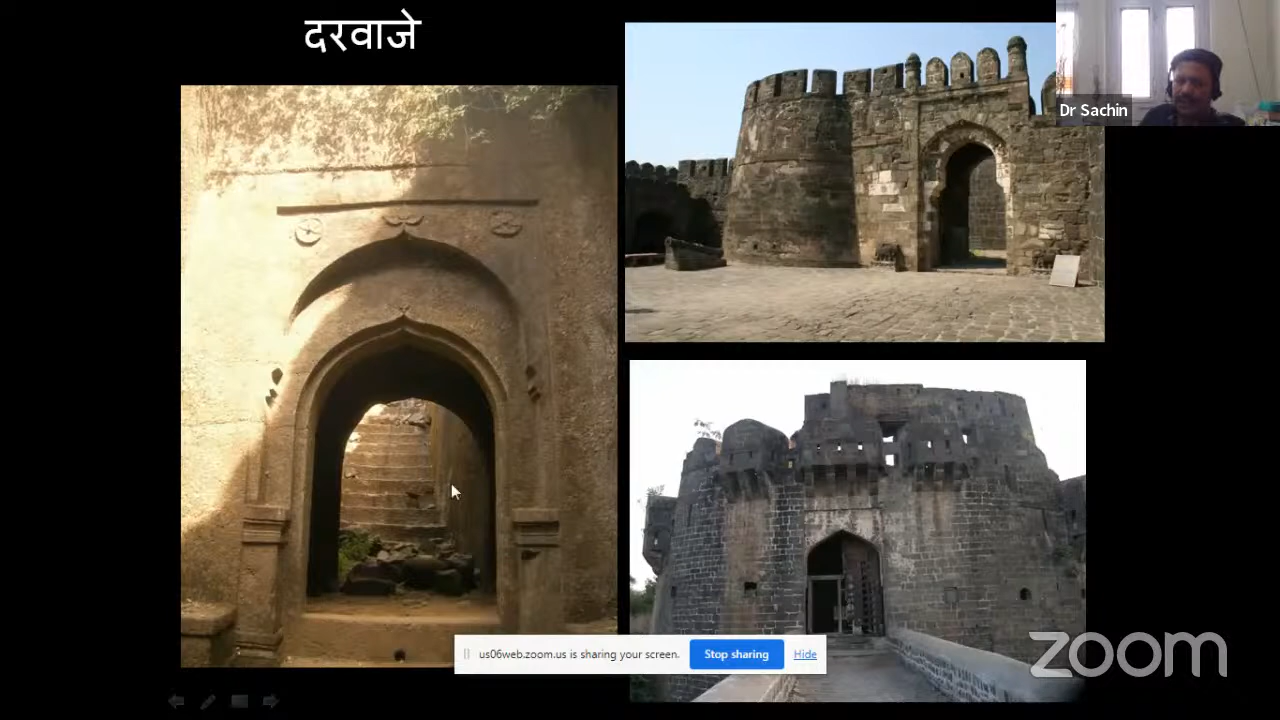 दरवाजे
Dr Sachin
us06web.zoom.us is sharing your screen.
Stop sharing
Hide
zoom